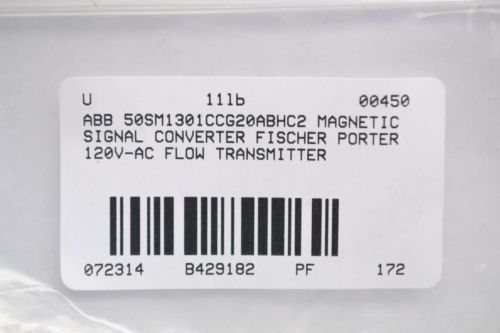 U 11lb 00450
ABB 50SM1301CCG20ABHC2 MAGNETIC
SIGNAL CONVERTER FISCHER PORTER
120V-AC FLOW TRANSMITTER
072314 B429182 PF 172